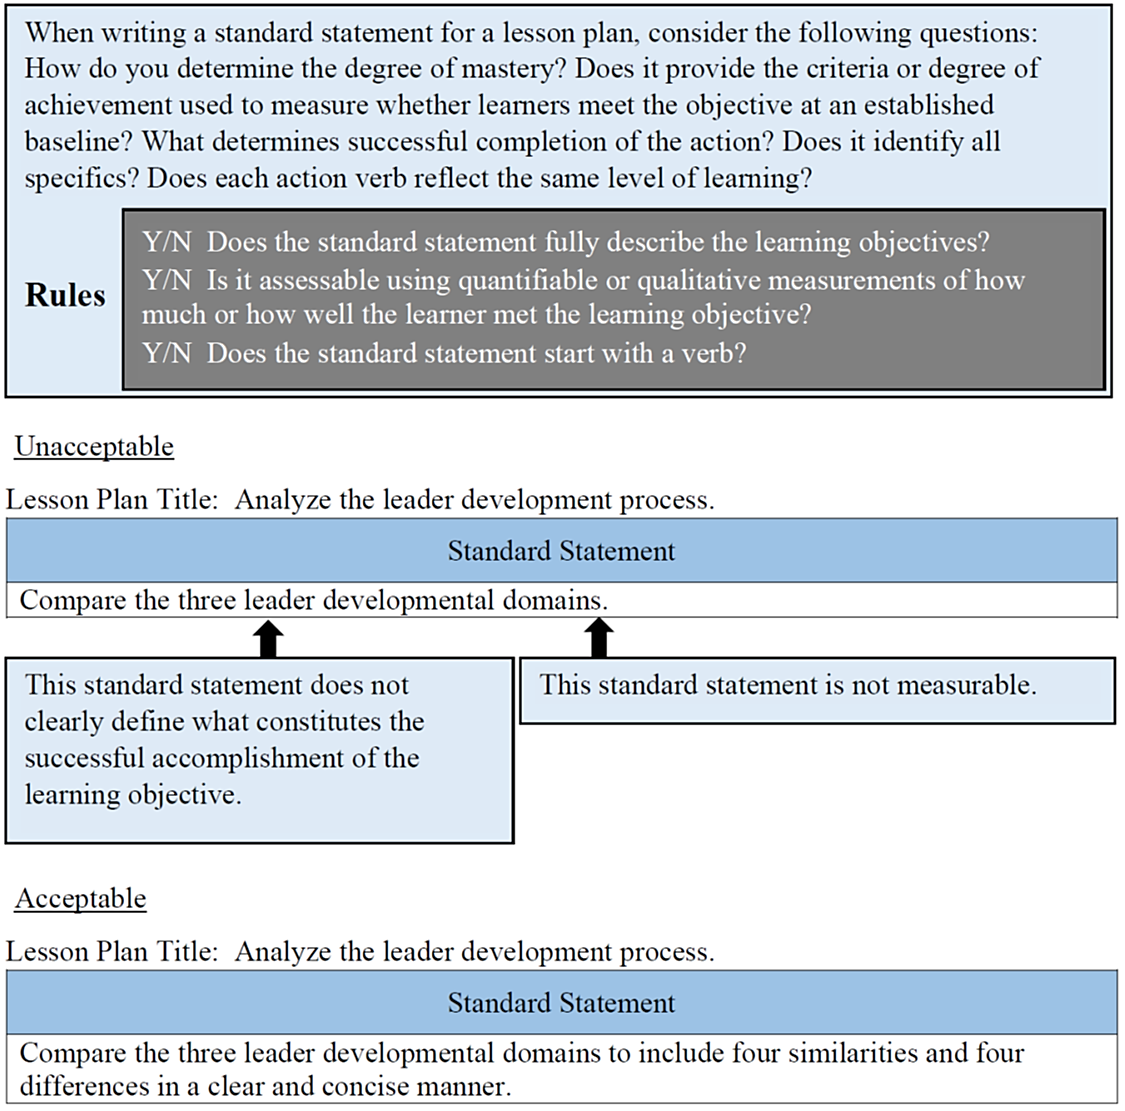 When writing a standard statement for a lesson plan, consider the following questions:
How do you determine the degree of mastery? Does it provide the criteria or degree of
achievement used to measure whether learners meet the objective at an established
baseline? What determines successful completion of the action? Does it identify all
specifics? Does each action verb reflect the same level of learning?
Rules
Y/N Does the standard statement fully describe the learning objectives?
Y/N Is it assessable using quantifiable or qualitative measurements of how
much or how well the learner met the learning objective?
Y/N Does the standard statement start with a verb?
Unacceptable
Lesson Plan Title: Analyze the leader development process.
Standard Statement
Compare the three leader developmental domains.
This standard statement does not
clearly define what constitutes the
successful accomplishment of the
learning objective.
This standard statement is not measurable.
Acceptable
Lesson Plan Title: Analyze the leader development process.
Standard Statement
Compare the three leader developmental domains to include four similarities and four
differences in a clear and concise manner.